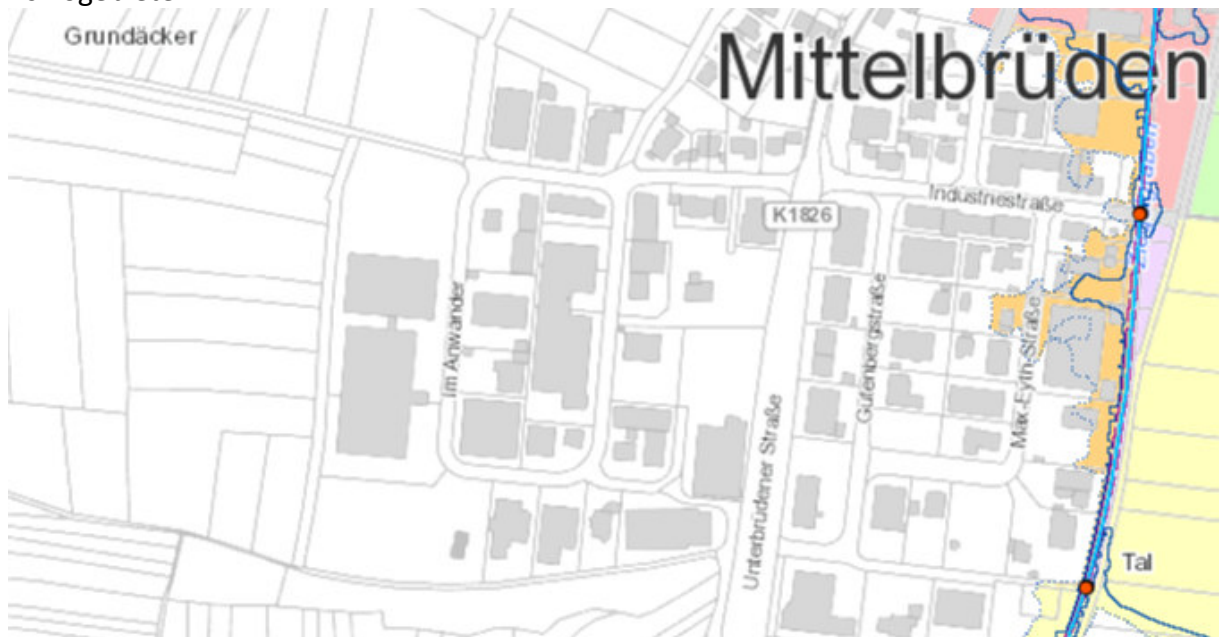 Grundäcker
Mittelbrüden
Industriestraße
K1826
Im Anwander
Gutenbergstraße
Max-Eyth-Straße
Unterbrüdener Straße
Tal